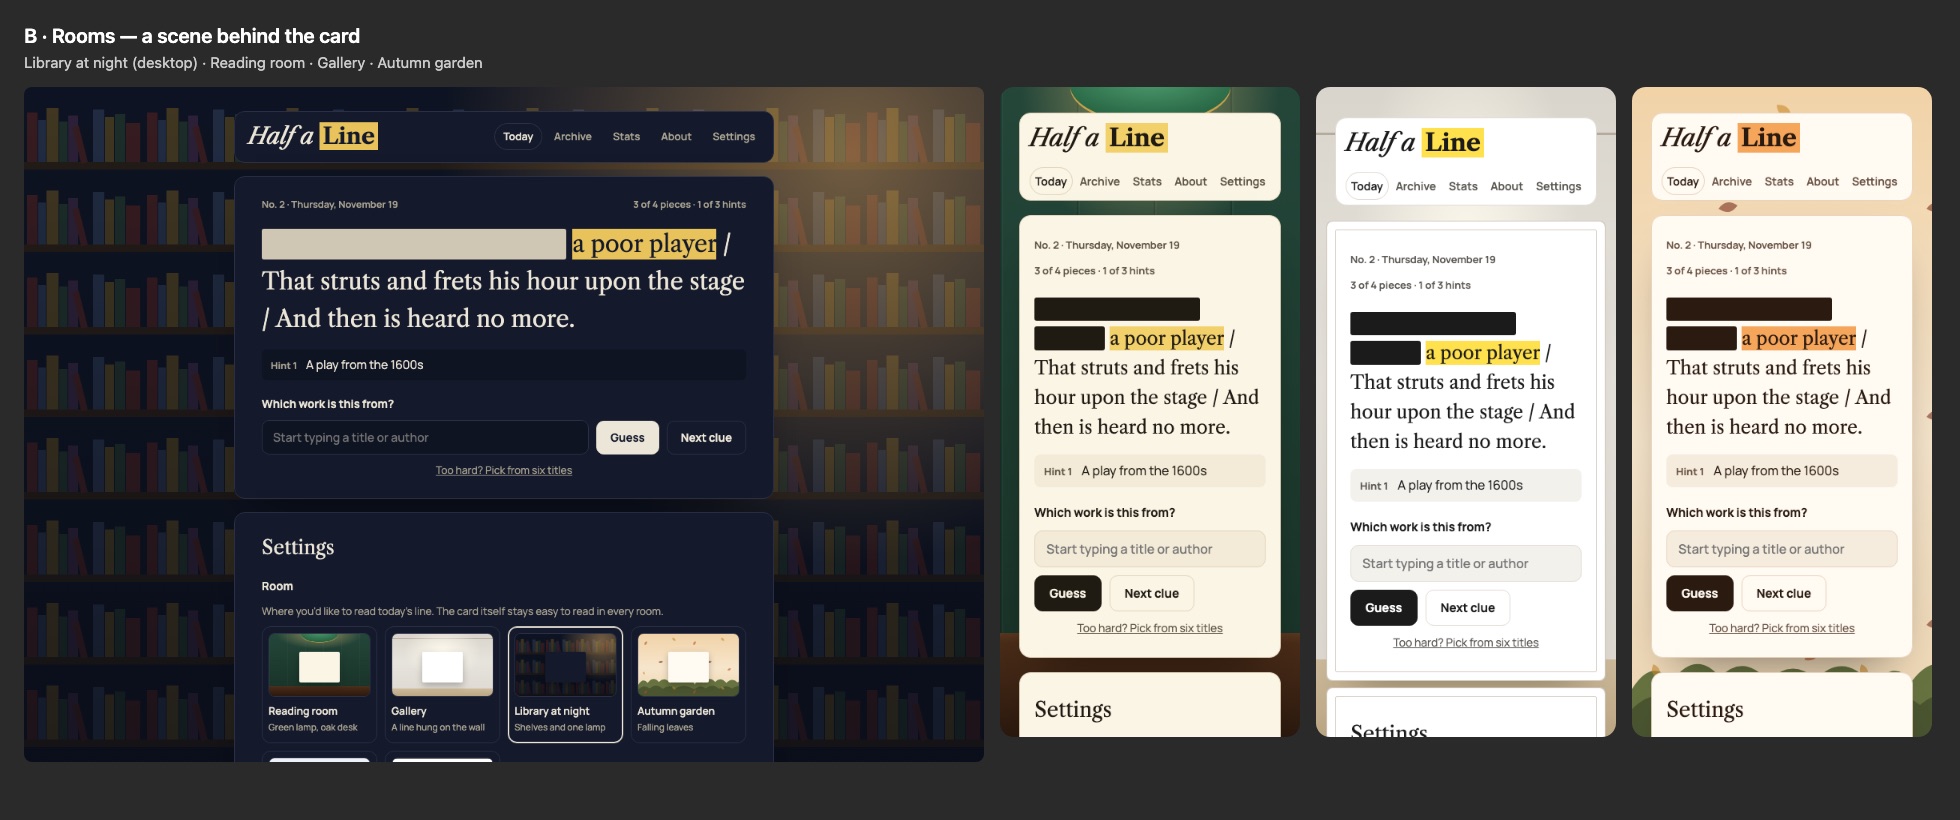 B · Rooms — a scene behind the card
Library at night (desktop) · Reading room · Gallery · Autumn garden
Half a Line
Today Archive Stats About Settings
No. 2 · Thursday, November 19 3 of 4 pieces · 1 of 3 hints
a poor player /
That struts and frets his hour upon the stage
/ And then is heard no more.
Hint 1 A play from the 1600s
Which work is this from?
Start typing a title or author Guess Next clue
Too hard? Pick from six titles
Settings
Room
Where you'd like to read today's line. The card itself stays easy to read in every room.
Reading room
Green lamp, oak desk
Gallery
A line hung on the wall
Library at night
Shelves and one lamp
Autumn garden
Falling leaves
Half a Line
Today Archive Stats About Settings
No. 2 · Thursday, November 19
3 of 4 pieces · 1 of 3 hints
a poor player /
That struts and frets his
hour upon the stage / And
then is heard no more.
Hint 1 A play from the 1600s
Which work is this from?
Start typing a title or author
Guess Next clue
Too hard? Pick from six titles
Settings
Half a Line
Today Archive Stats About Settings
No. 2 · Thursday, November 19
3 of 4 pieces · 1 of 3 hints
a poor player /
That struts and frets his
hour upon the stage / And
then is heard no more.
Hint 1 A play from the 1600s
Which work is this from?
Start typing a title or author
Guess Next clue
Too hard? Pick from six titles
Settings
Half a Line
Today Archive Stats About Settings
No. 2 · Thursday, November 19
3 of 4 pieces · 1 of 3 hints
a poor player /
That struts and frets his
hour upon the stage / And
then is heard no more.
Hint 1 A play from the 1600s
Which work is this from?
Start typing a title or author
Guess Next clue
Too hard? Pick from six titles
Settings